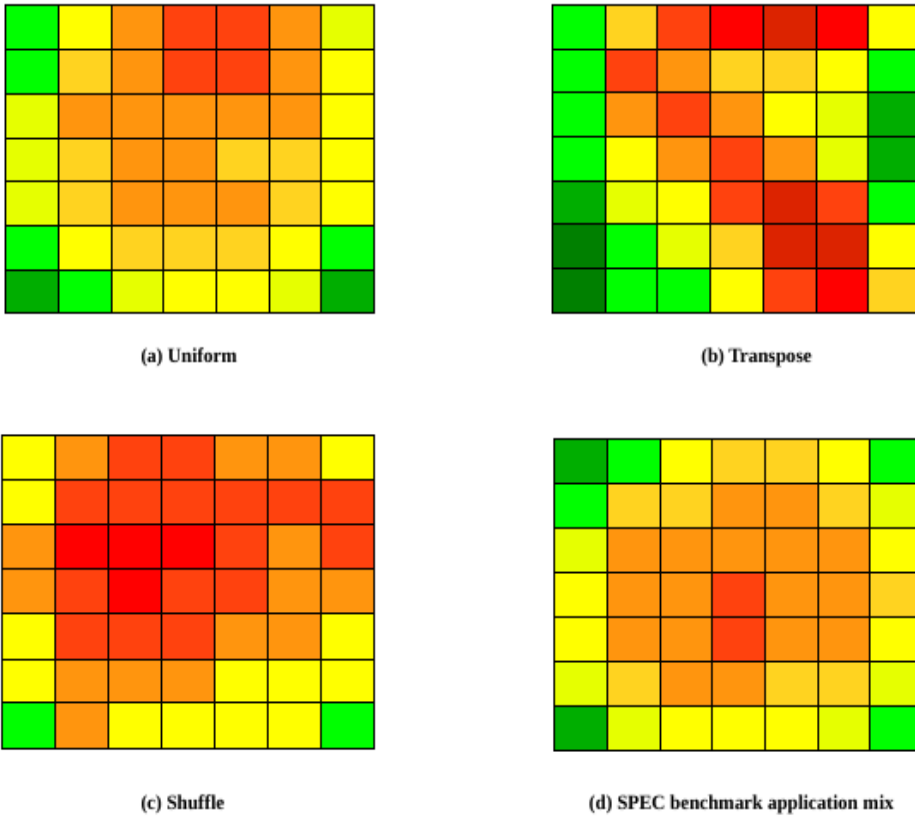 (a) Uniform
(b) Transpose
(c) Shuffle
(d) SPEC benchmark application mix